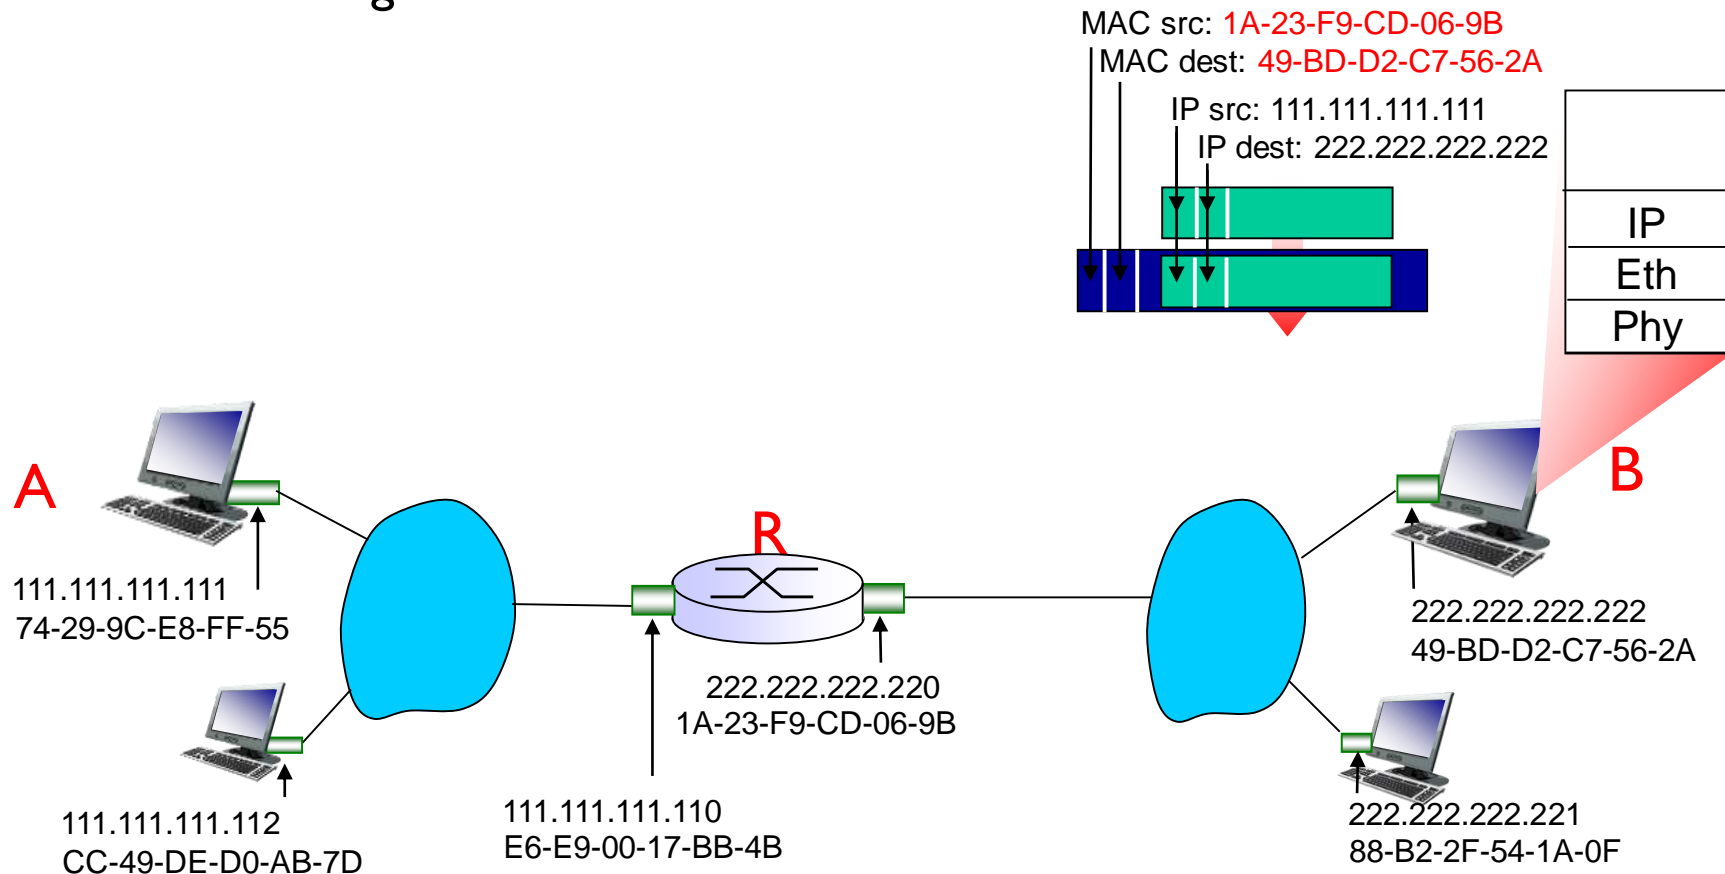 MAC src: 1A-23-F9-CD-06-9B
MAC dest: 49-BD-D2-C7-56-2A
IP src: 111.111.111.111
IP dest: 222.222.222.222
IP
Eth
Phy
A
R
B
111.111.111.111
74-29-9C-E8-FF-55
222.222.222.222
49-BD-D2-C7-56-2A
222.222.222.220
1A-23-F9-CD-06-9B
111.111.111.112
CC-49-DE-D0-AB-7D
111.111.111.110
E6-E9-00-17-BB-4B
222.222.222.221
88-B2-2F-54-1A-0F